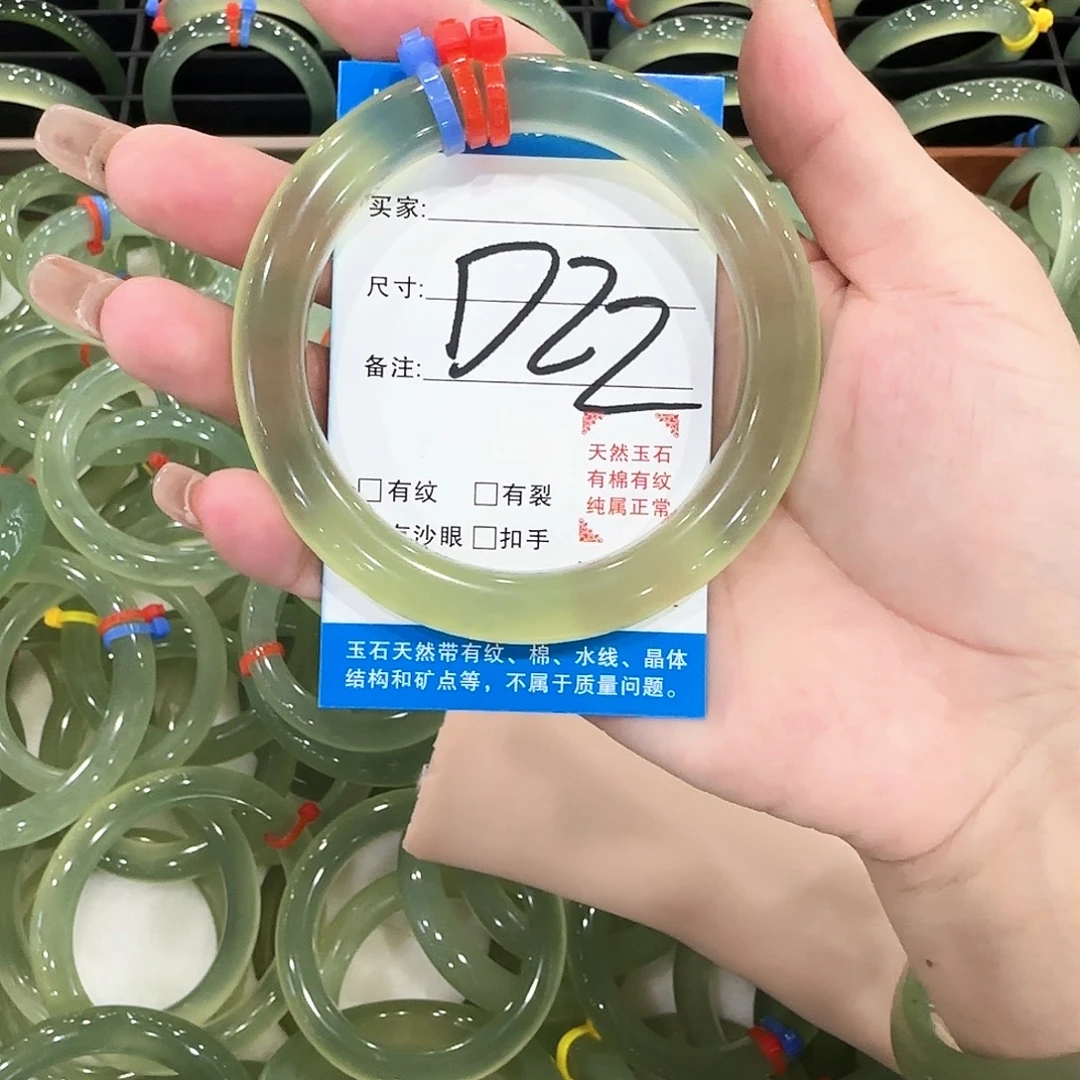 买家:
尺寸:
D22
备注:
天然玉石
有棉有纹
纯属正常
□有纹 □有裂
沙眼 □扣手
玉石天然带有纹、棉、水线、晶体
结构和矿点等，不属于质量问题。